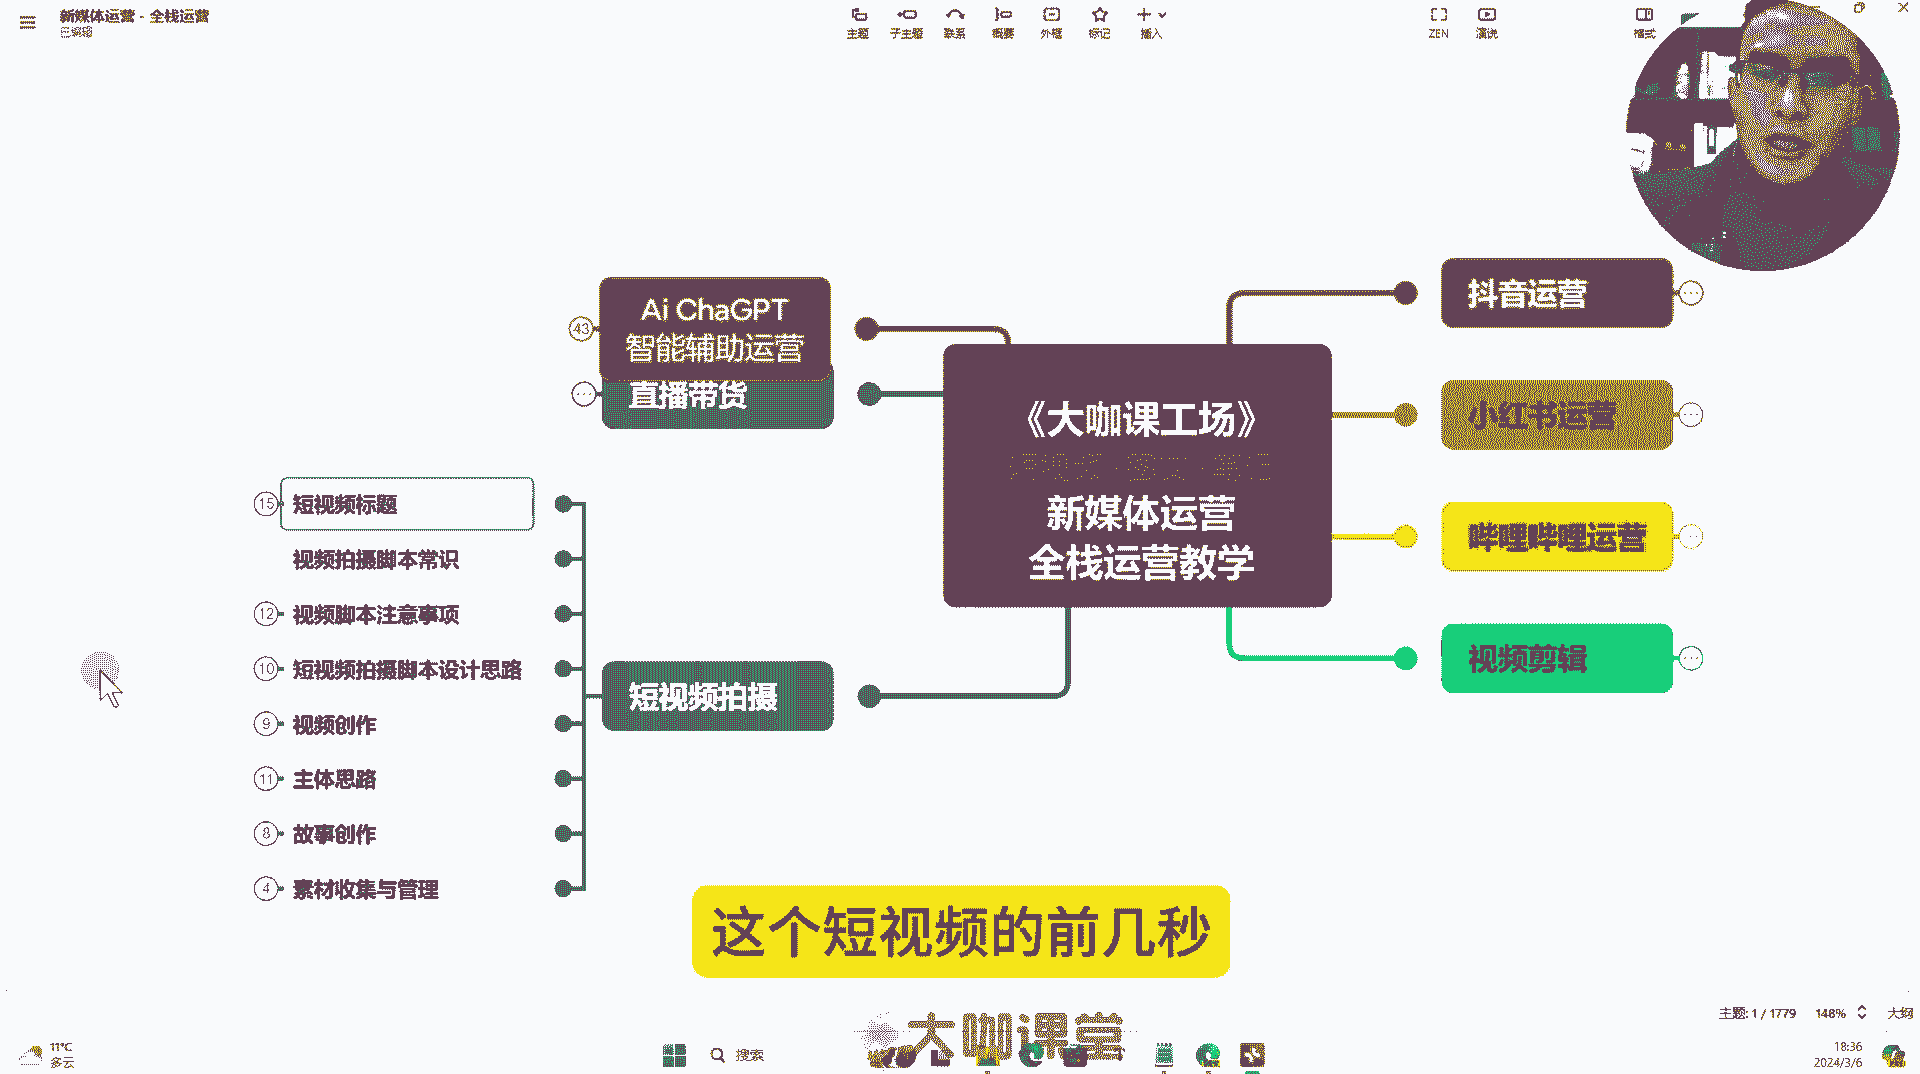 新媒体运营 - 全栈运营
已编辑
主题
子主题
联系
概要
外框
标记
插入
ZEN
演说
格式
43
Ai ChaGPT
智能辅助运营
直播带货
《大咖课工场》
新媒体运营
全栈运营教学
抖音运营
小红书运营
哔哩哔哩运营
视频剪辑
15
短视频标题
视频拍摄脚本常识
12
视频脚本注意事项
10
短视频拍摄脚本设计思路
9
视频创作
11
主体思路
8
故事创作
4
素材收集与管理
短视频拍摄
这个短视频的前几秒
大咖课堂
主题: 1 / 1779
148%
大纲
11°C
多云
搜索
18:36
2024/3/6